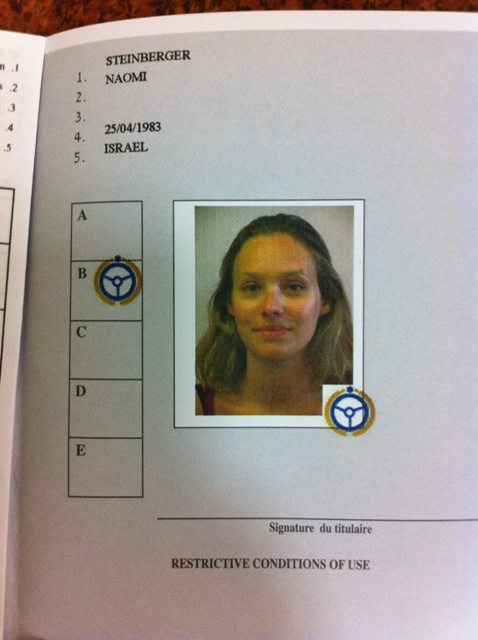 m .1
s .2
.3
.4
.5
1. STEINBERGER
2. NAOMI
3.
4. 25/04/1983
5. ISRAEL
A
B
C
D
E
Signature du titulaire
RESTRICTIVE CONDITIONS OF USE